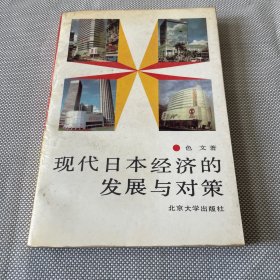 色文著
现代日本经济的
发展与对策
北京大学出版社